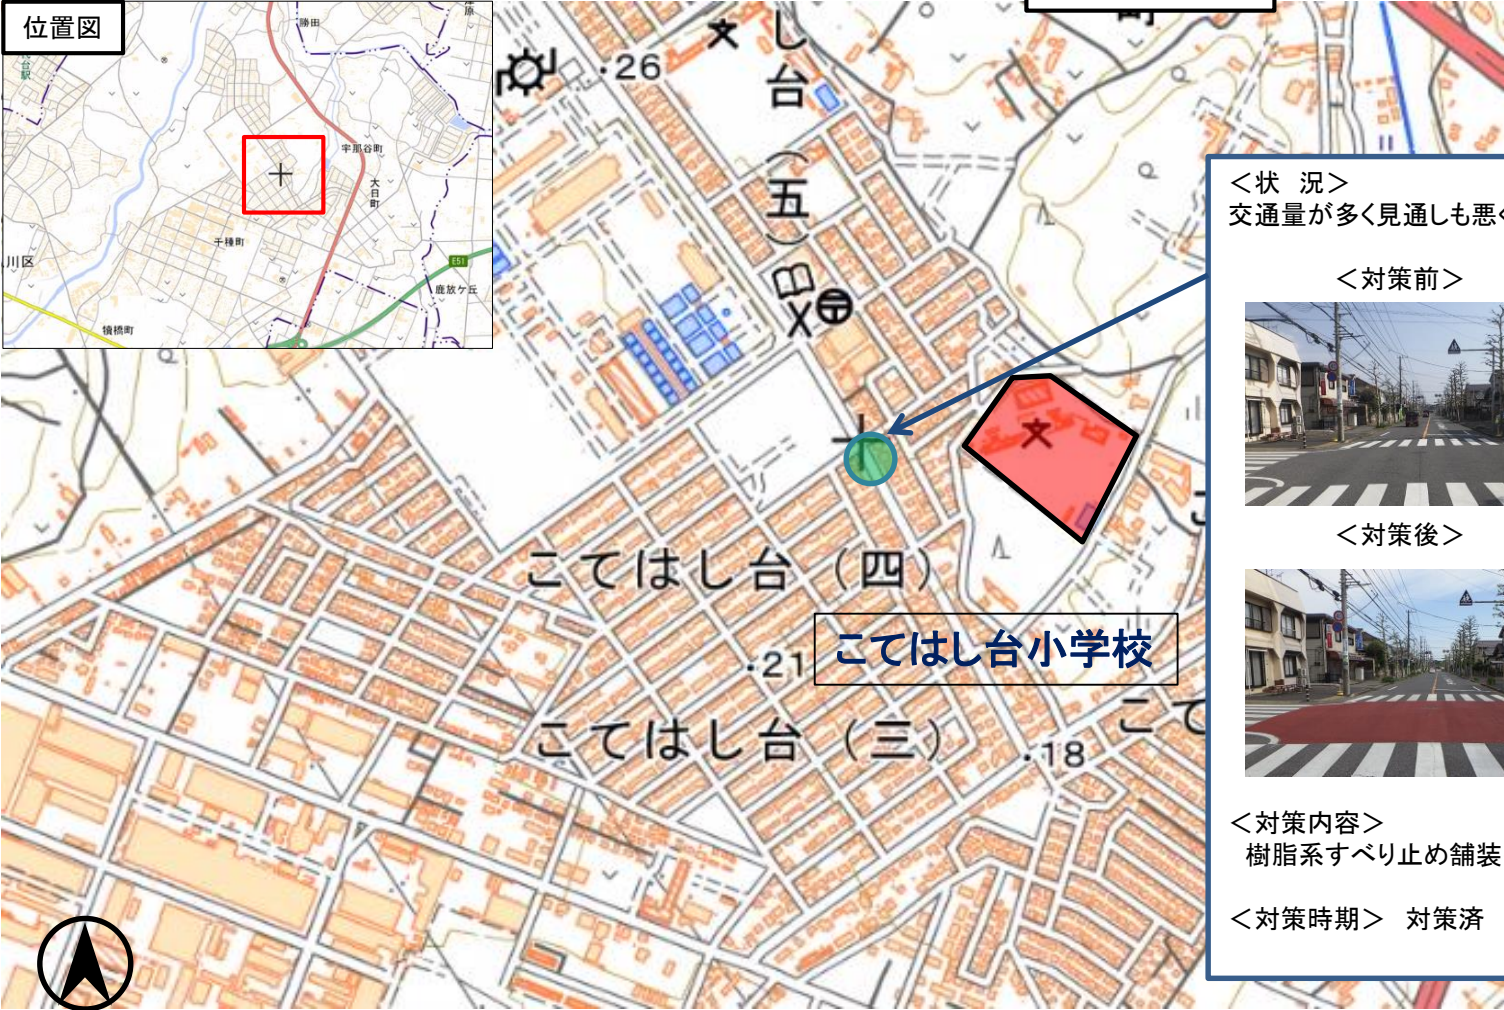 位置図
勝田
宇那谷町
大日町
千種町
川区
E51
鹿放ケ丘
犢橋町
26
し台
（五）
こてはし台（四）
こてはし台小学校
21
こてはし台（三）
18
こて
＜状 況＞
交通量が多く見通しも悪く
＜対策前＞
＜対策後＞
＜対策内容＞
樹脂系すべり止め舗装
＜対策時期＞ 対策済